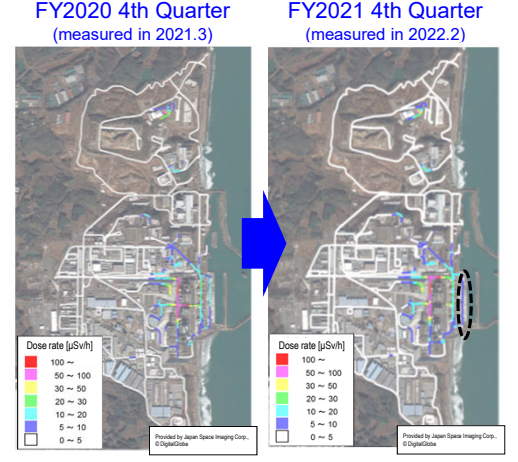 FY2020 4th Quarter
(measured in 2021.3)
FY2021 4th Quarter
(measured in 2022.2)
Dose rate [μSv/h]
100 ～
50 ～ 100
30 ～ 50
20 ～ 30
10 ～ 20
5 ～ 10
0 ～ 5
Provided by Japan Space Imaging Corp.,
© DigitalGlobe
Dose rate [μSv/h]
100 ～
50 ～ 100
30 ～ 50
20 ～ 30
10 ～ 20
5 ～ 10
0 ～ 5
Provided by Japan Space Imaging Corp.,
© DigitalGlobe